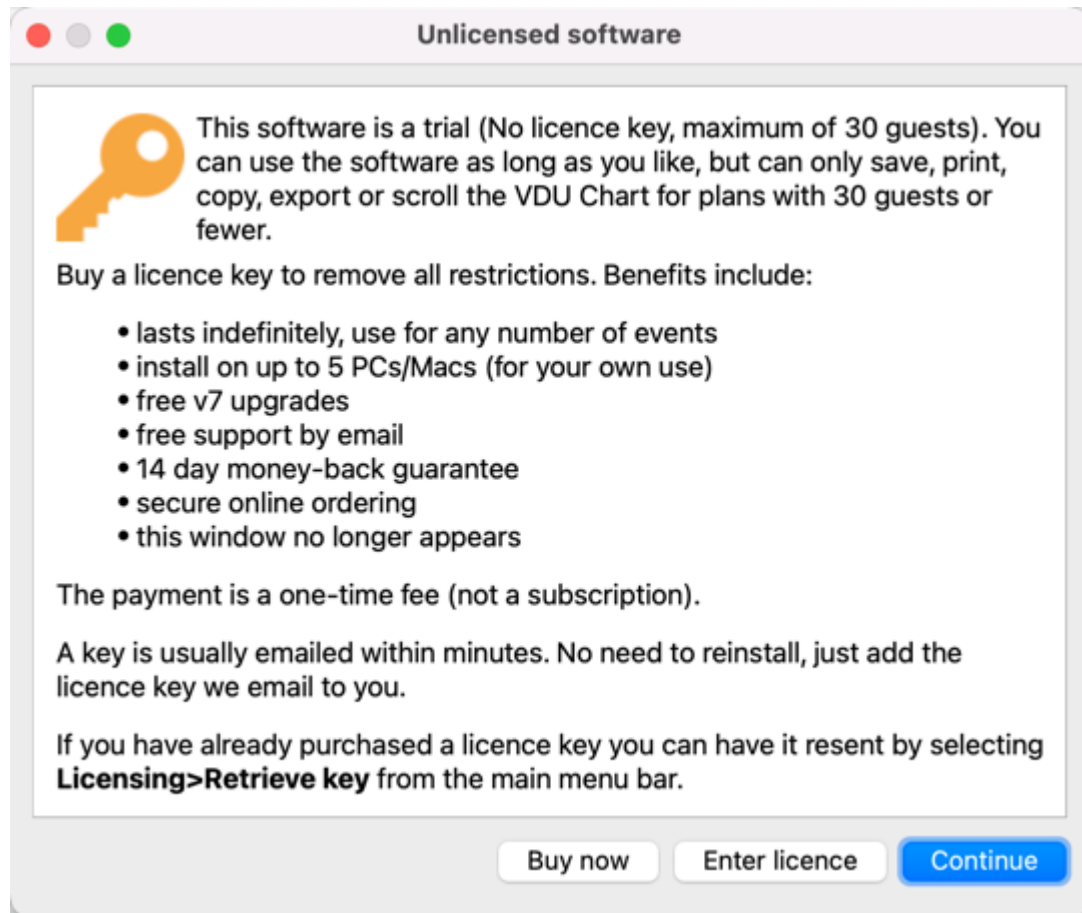 Unlicensed software
This software is a trial (No licence key, maximum of 30 guests). You
can use the software as long as you like, but can only save, print,
copy, export or scroll the VDU Chart for plans with 30 guests or
fewer.
Buy a licence key to remove all restrictions. Benefits include:
• lasts indefinitely, use for any number of events
• install on up to 5 PCs/Macs (for your own use)
• free v7 upgrades
• free support by email
• 14 day money-back guarantee
• secure online ordering
• this window no longer appears
The payment is a one-time fee (not a subscription).
A key is usually emailed within minutes. No need to reinstall, just add the
licence key we email to you.
If you have already purchased a licence key you can have it resent by selecting
Licensing>Retrieve key from the main menu bar.
Buy now Enter licence Continue